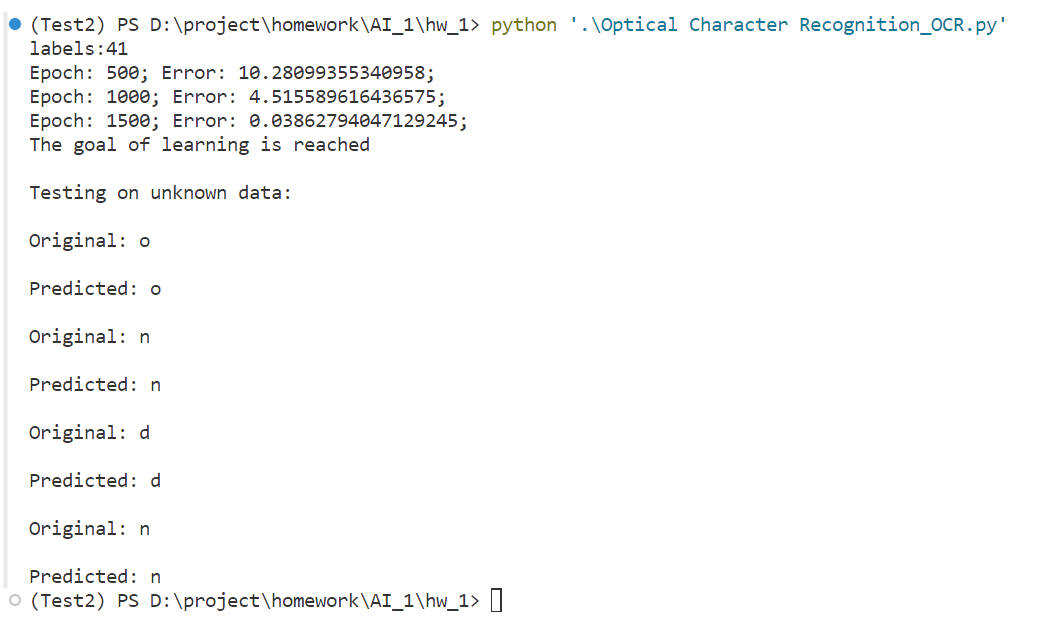 (Test2) PS D:\project\homework\AI_1\hw_1> python '.\Optical Character Recognition_OCR.py'
labels:41
Epoch: 500; Error: 10.28099355340958;
Epoch: 1000; Error: 4.515589616436575;
Epoch: 1500; Error: 0.03862794047129245;
The goal of learning is reached
Testing on unknown data:
Original: o
Predicted: o
Original: n
Predicted: n
Original: d
Predicted: d
Original: n
Predicted: n
(Test2) PS D:\project\homework\AI_1\hw_1>